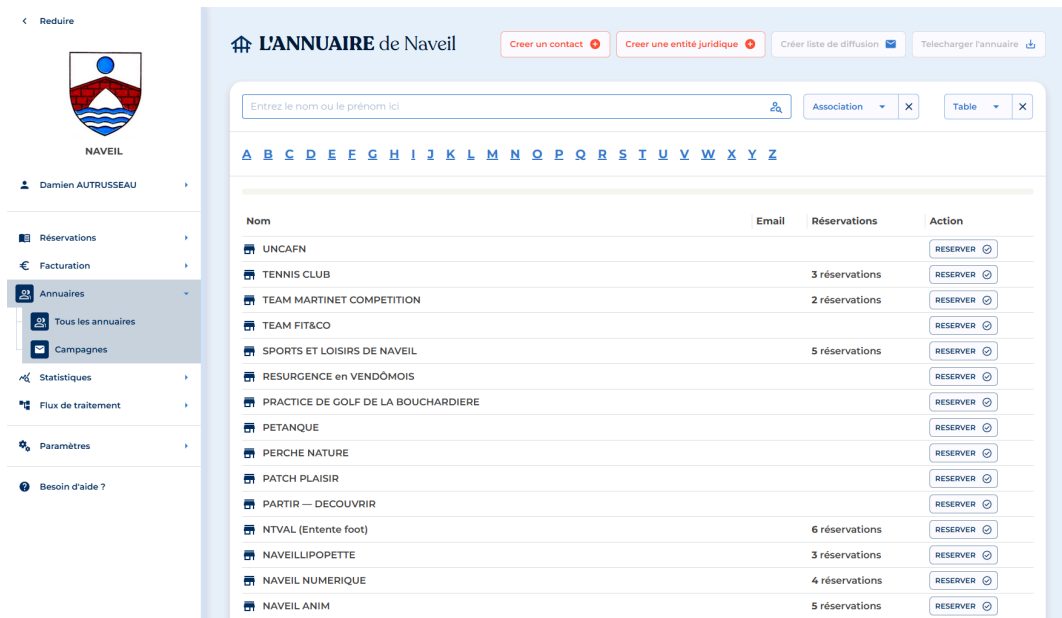 Reduire
NAVEIL
Damien AUTRUSSEAU
Réservations
Facturation
Annuaires
Tous les annuaires
Campagnes
Statistiques
Flux de traitement
Paramètres
Besoin d'aide ?
L'ANNUAIRE de Naveil
Creer un contact
Creer une entité juridique
Créer liste de diffusion
Telecharger l'annuaire
Entrez le nom ou le prénom ici
Association
Table
A B C D E F G H I J K L M N O P Q R S T U V W X Y Z
Nom Email Réservations Action
UNCAFN RESERVER
TENNIS CLUB 3 réservations RESERVER
TEAM MARTINET COMPETITION 2 réservations RESERVER
TEAM FIT&CO RESERVER
SPORTS ET LOISIRS DE NAVEIL 5 réservations RESERVER
RESURGENCE en VENDÔMOIS RESERVER
PRACTICE DE GOLF DE LA BOUCHARDIERE RESERVER
PETANQUE RESERVER
PERCHE NATURE RESERVER
PATCH PLAISIR RESERVER
PARTIR — DECOUVRIR RESERVER
NTVAL (Entente foot) 6 réservations RESERVER
NAVEILLIPOPETTE 3 réservations RESERVER
NAVEIL NUMERIQUE 4 réservations RESERVER
NAVEIL ANIM 5 réservations RESERVER